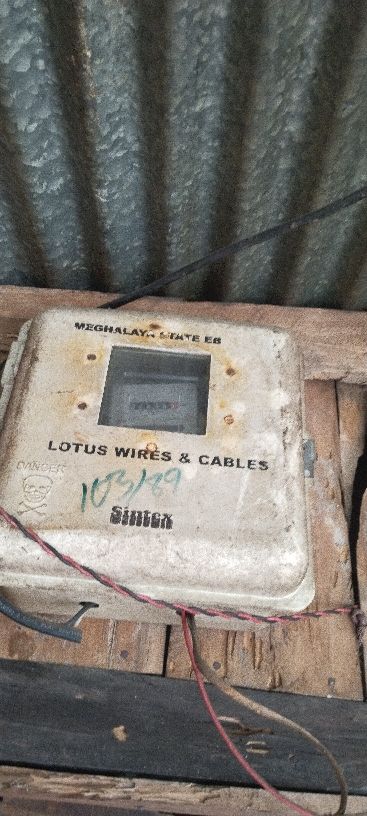 MEGHALAYA STATE EB
LOTUS WIRES & CABLES
DANGER
103/89
Sintex